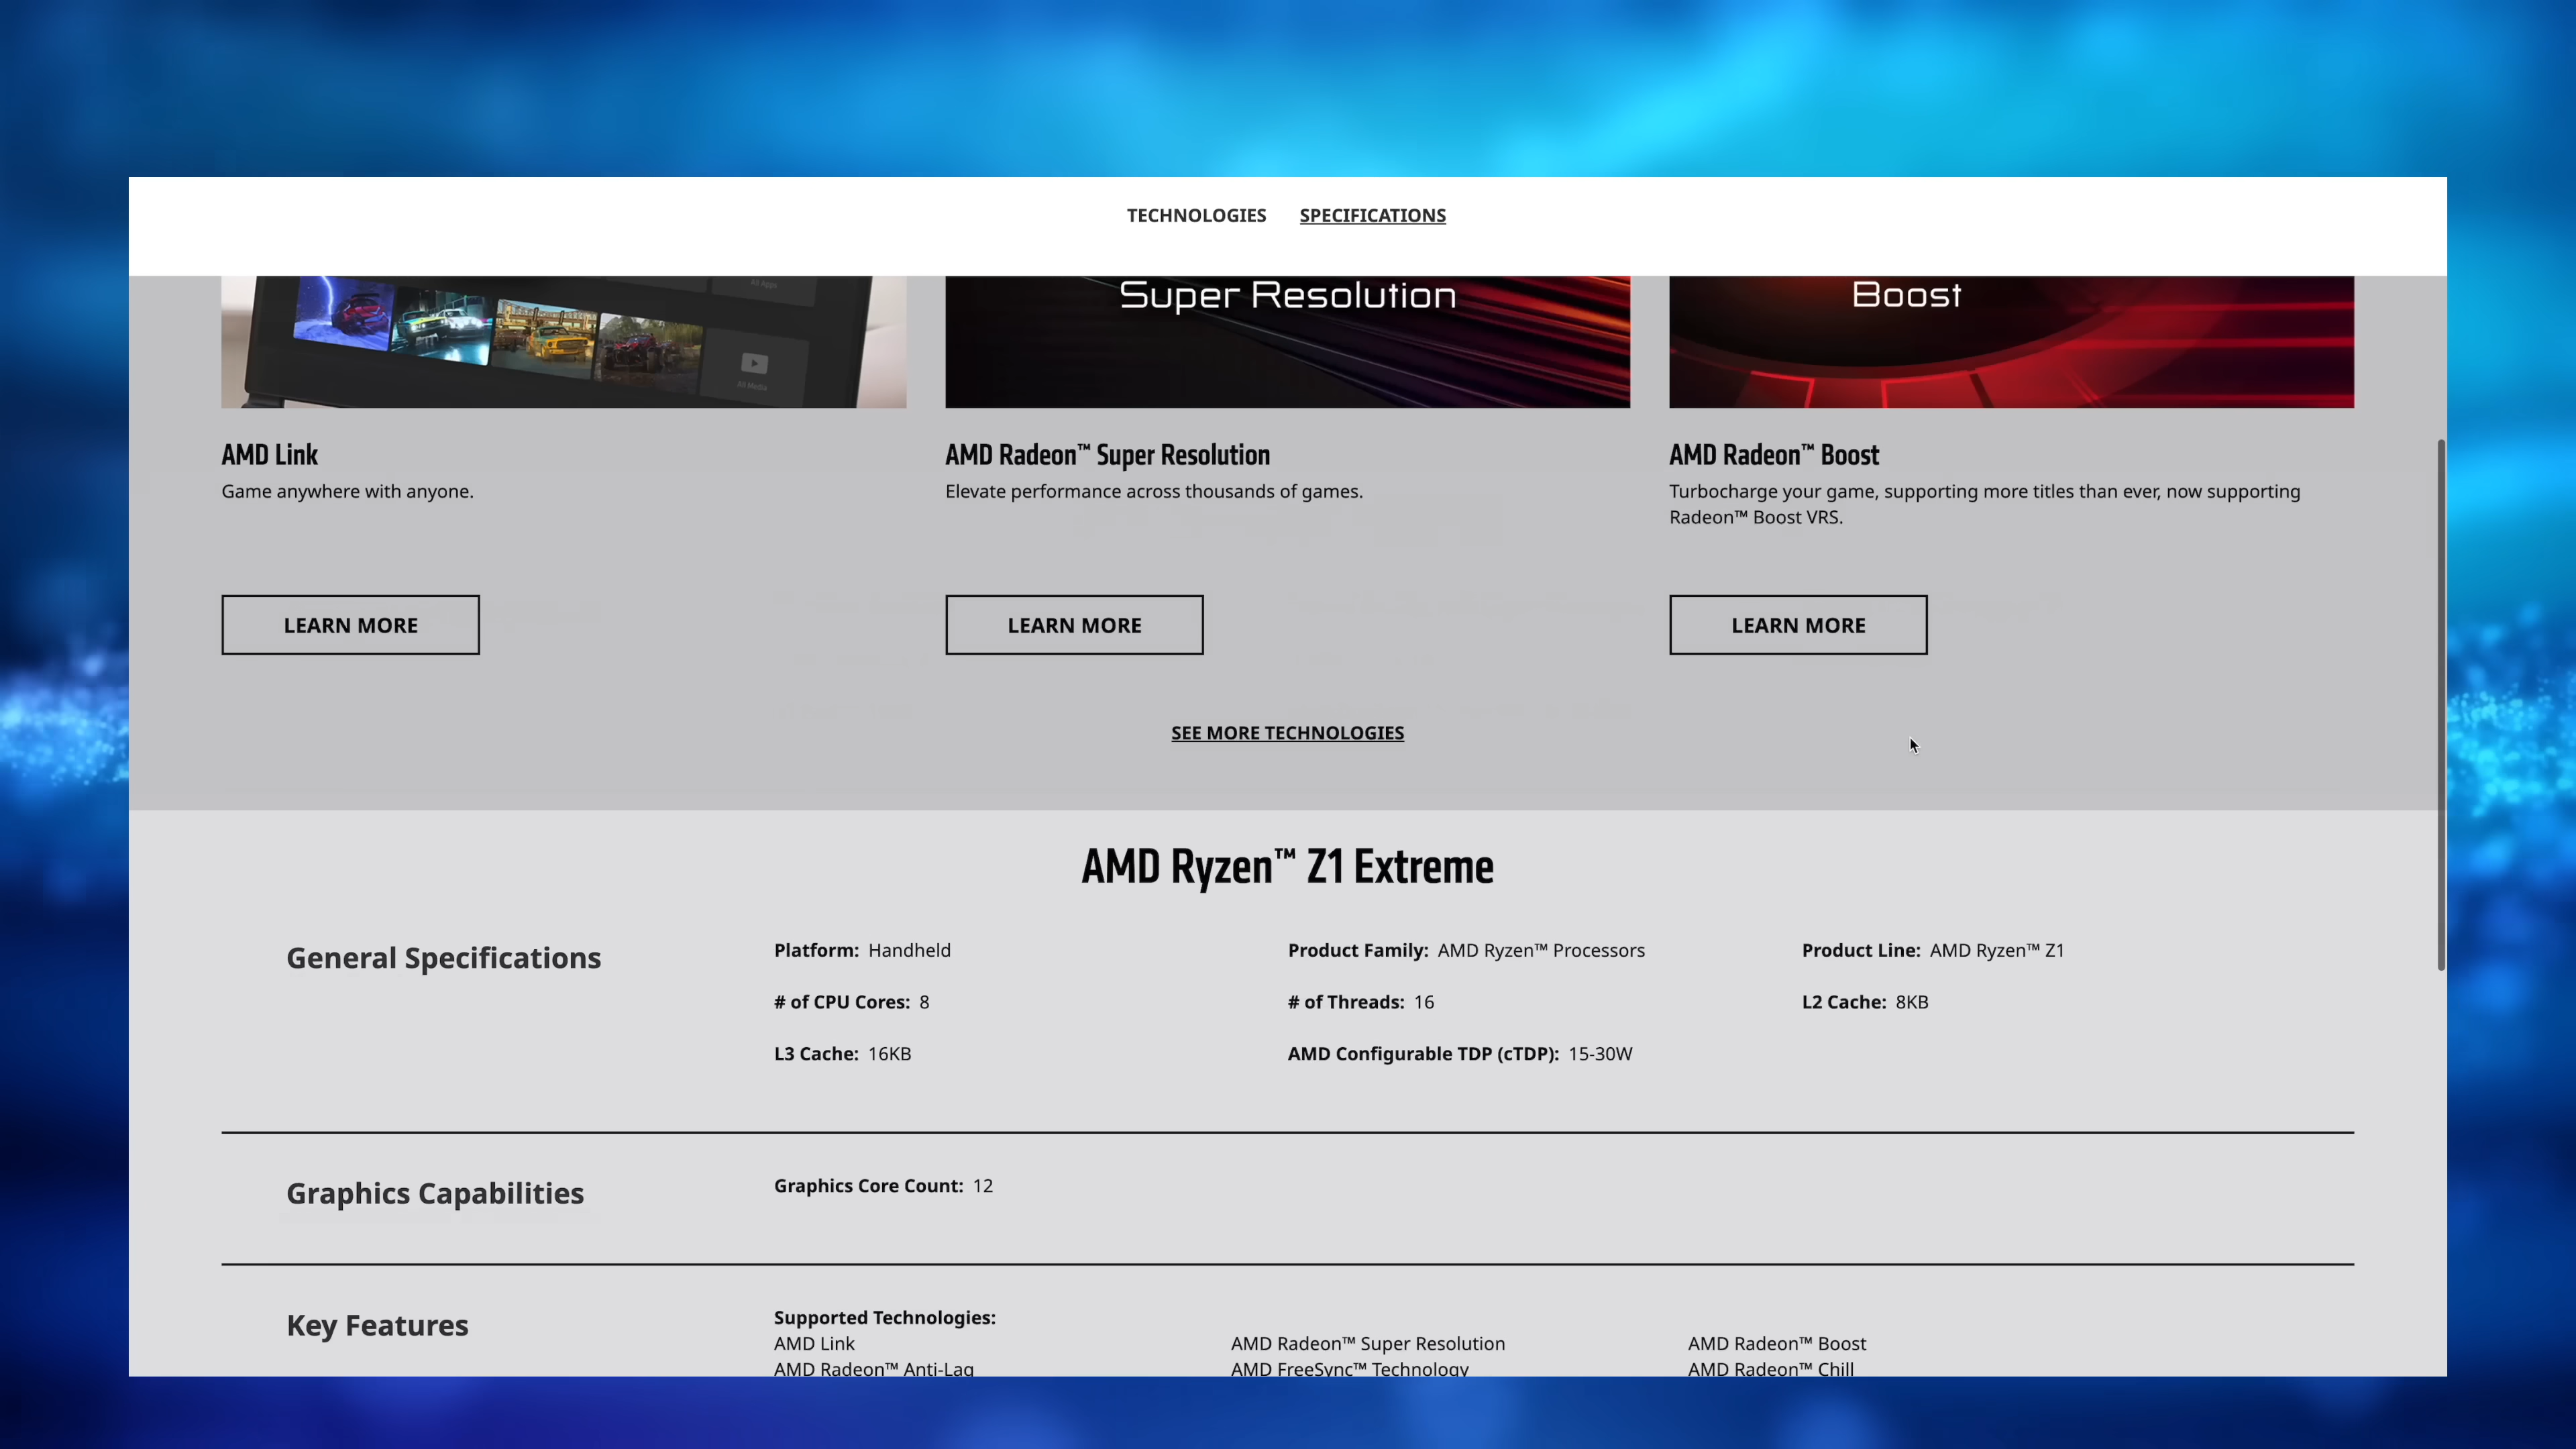 TECHNOLOGIES SPECIFICATIONS
Super Resolution
Boost
All Media
AMD Link
Game anywhere with anyone.
LEARN MORE
AMD Radeon™ Super Resolution
Elevate performance across thousands of games.
LEARN MORE
AMD Radeon™ Boost
Turbocharge your game, supporting more titles than ever, now supporting
Radeon™ Boost VRS.
LEARN MORE
SEE MORE TECHNOLOGIES
AMD Ryzen™ Z1 Extreme
General Specifications
Platform: Handheld
Product Family: AMD Ryzen™ Processors
Product Line: AMD Ryzen™ Z1
# of CPU Cores: 8
# of Threads: 16
L2 Cache: 8KB
L3 Cache: 16KB
AMD Configurable TDP (cTDP): 15-30W
Graphics Capabilities
Graphics Core Count: 12
Key Features
Supported Technologies:
AMD Link
AMD Radeon™ Super Resolution
AMD Radeon™ Boost
AMD Radeon™ Anti-Lag
AMD FreeSync™ Technology
AMD Radeon™ Chill